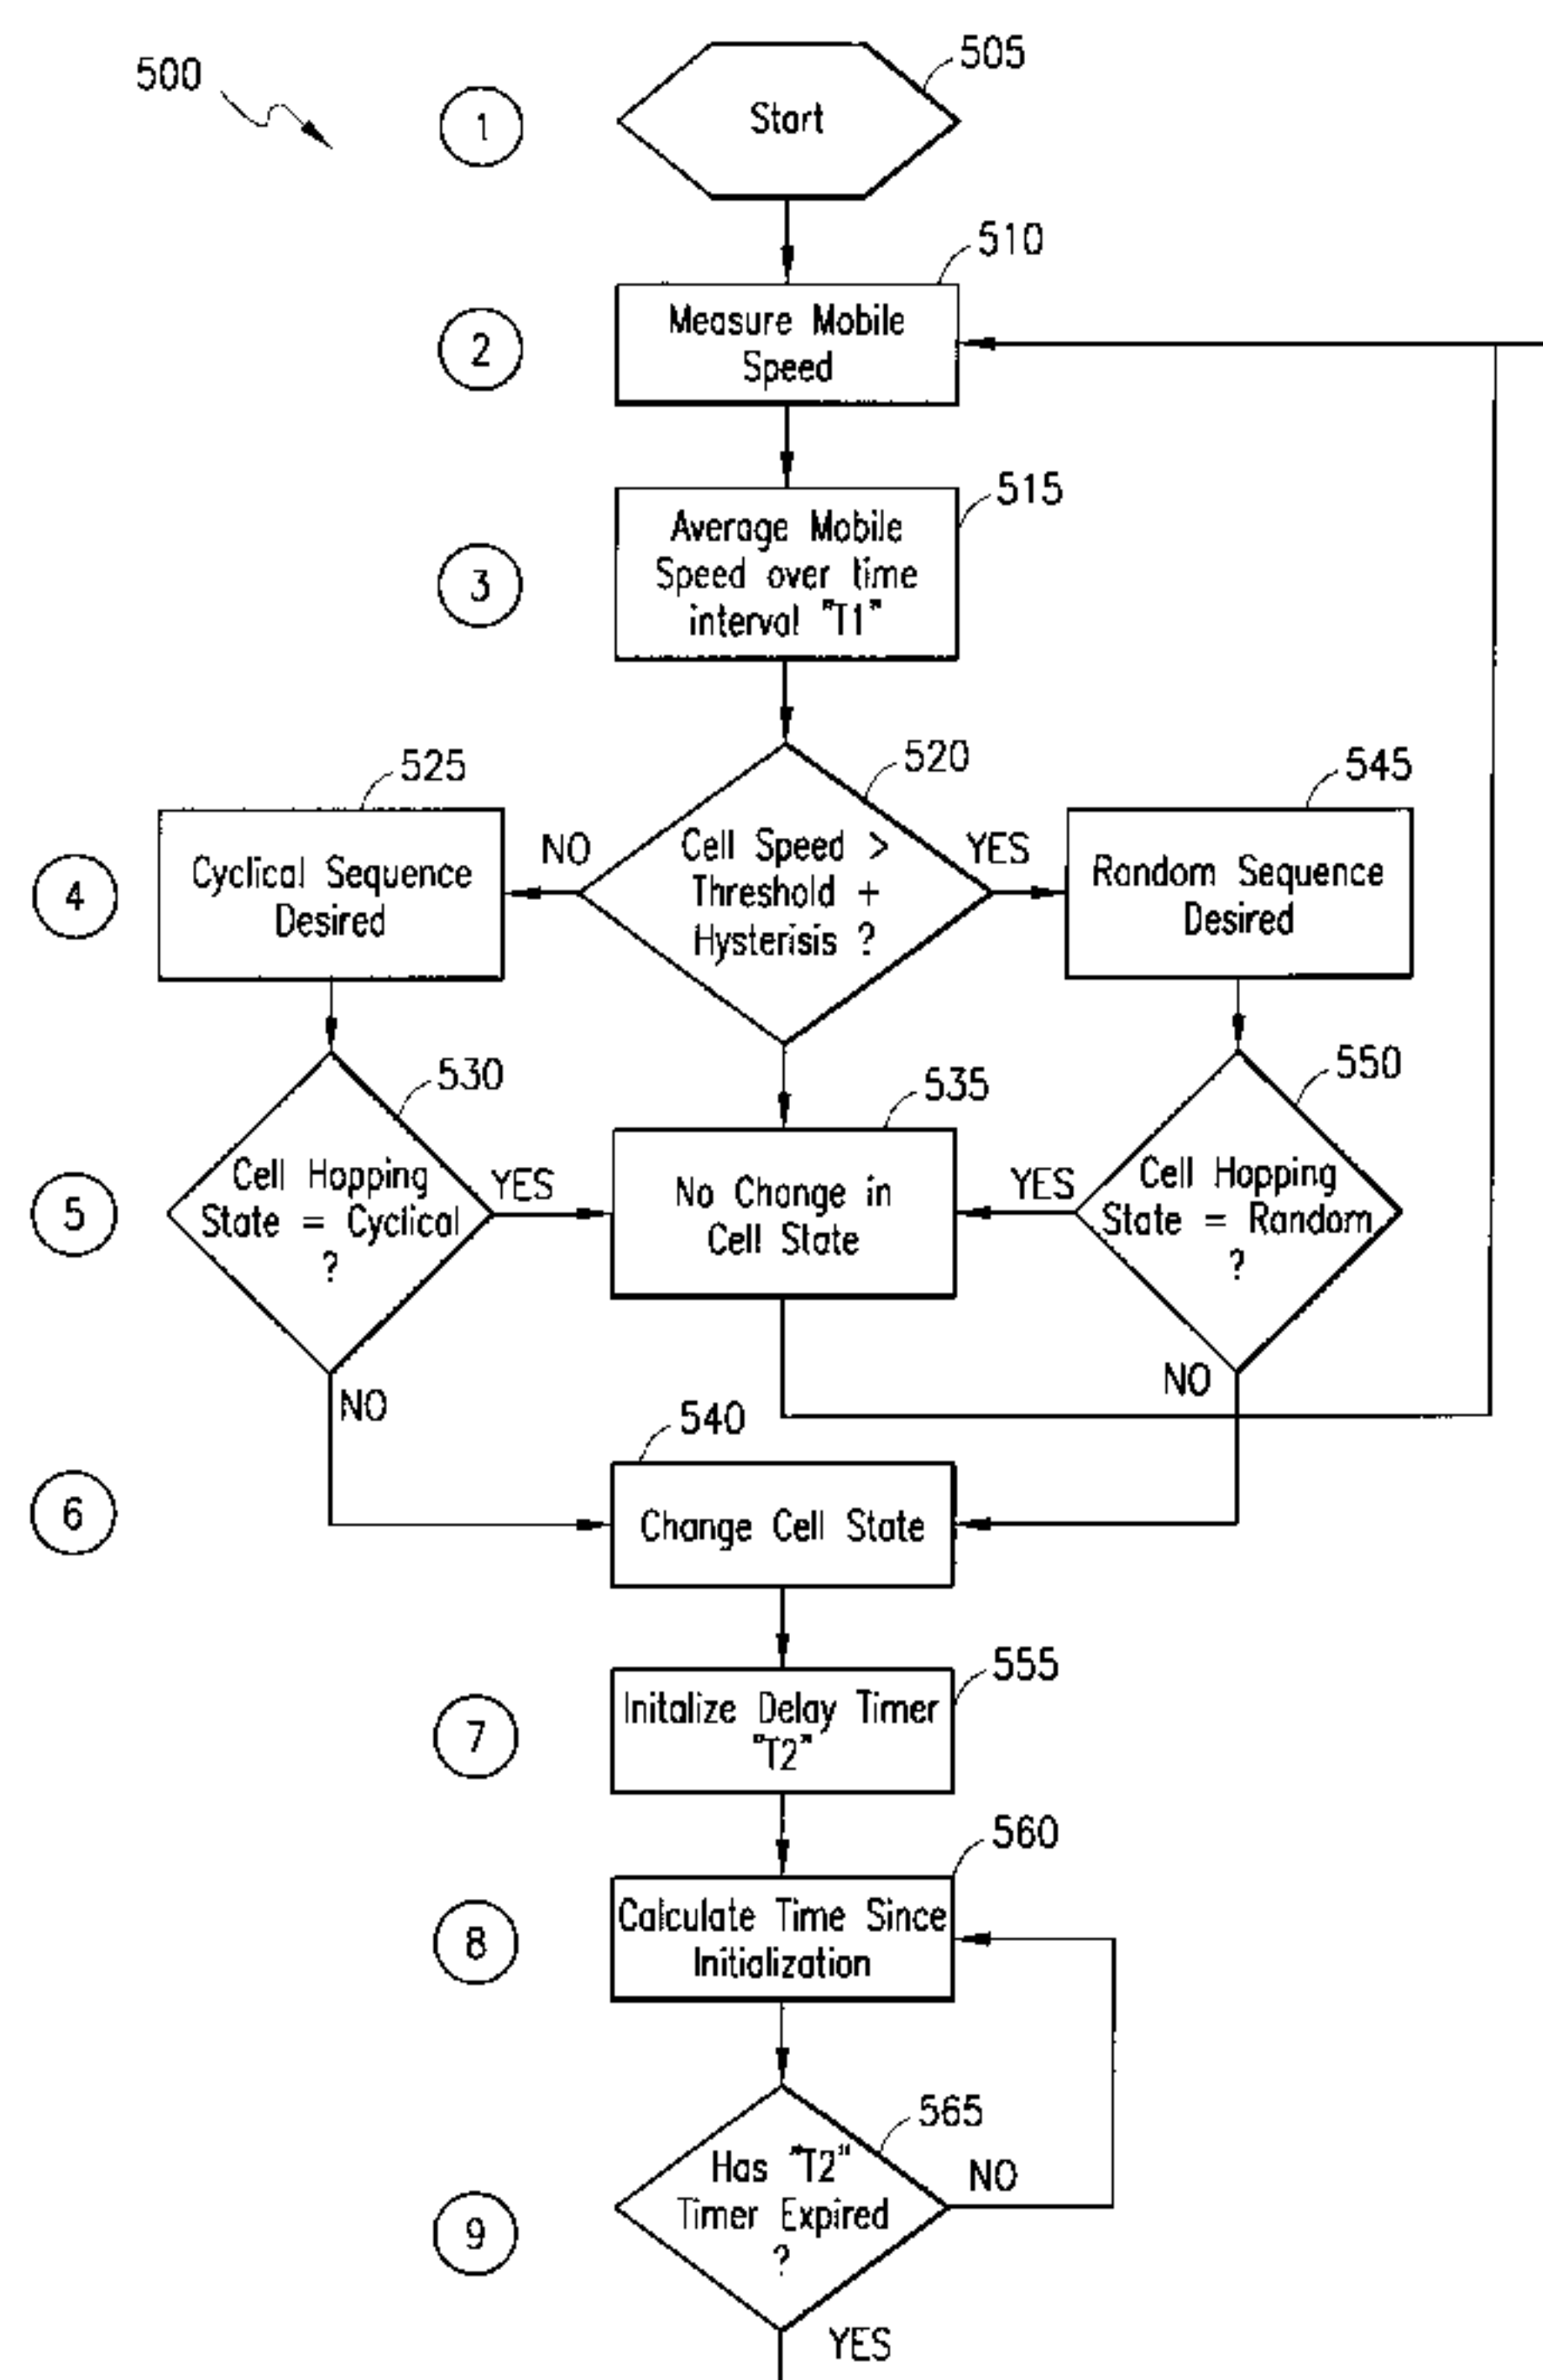 500
505
1
Start
510
2
Measure Mobile
Speed
515
3
Average Mobile
Speed over time
interval "T1"
525
520
545
4
Cyclical Sequence
Desired
NO
Cell Speed >
Threshold +
Hysterisis ?
YES
Random Sequence
Desired
530
535
550
5
Cell Hopping
State = Cyclical
?
YES
No Change in
Cell State
YES
Cell Hopping
State = Random
?
NO
NO
540
6
Change Cell State
555
7
Initalize Delay Timer
"T2"
560
8
Calculate Time Since
Initialization
565
9
Has "T2"
Timer Expired
?
NO
YES